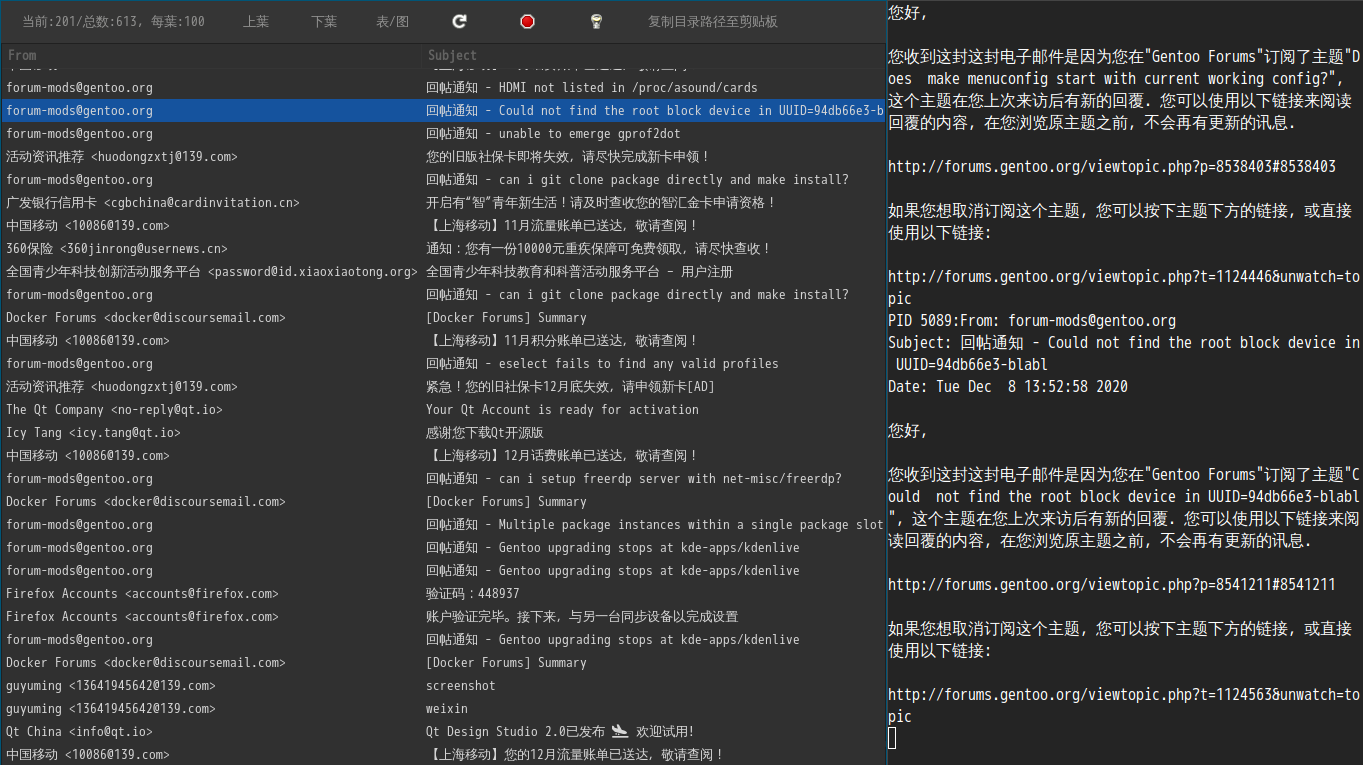 当前:201/总数:613, 每葉:100 上葉 下葉 表/图 复制目录路径至剪贴板
From Subject
forum-mods@gentoo.org 回帖通知 - HDMI not listed in /proc/asound/cards
forum-mods@gentoo.org 回帖通知 - Could not find the root block device in UUID=94db66e3-b
forum-mods@gentoo.org 回帖通知 - unable to emerge gprof2dot
活动资讯推荐 <huodongzxtj@139.com> 您的旧版社保卡即将失效，请尽快完成新卡申领！
forum-mods@gentoo.org 回帖通知 - can i git clone package directly and make install?
广发银行信用卡 <cgbchina@cardinvitation.cn> 开启有“智”青年新生活！请及时查收您的智汇金卡申请资格！
中国移动 <10086@139.com> 【上海移动】11月流量账单已送达，敬请查阅！
360保险 <360jinrong@usernews.cn> 通知：您有一份10000元重疾保障可免费领取，请尽快查收！
全国青少年科技创新活动服务平台 <password@id.xiaoxiaotong.org> 全国青少年科技教育和科普活动服务平台 - 用户注册
forum-mods@gentoo.org 回帖通知 - can i git clone package directly and make install?
Docker Forums <docker@discoursemail.com> [Docker Forums] Summary
中国移动 <10086@139.com> 【上海移动】11月积分账单已送达，敬请查阅！
forum-mods@gentoo.org 回帖通知 - eselect fails to find any valid profiles
活动资讯推荐 <huodongzxtj@139.com> 紧急！您的旧社保卡12月底失效，请申领新卡[AD]
The Qt Company <no-reply@qt.io> Your Qt Account is ready for activation
Icy Tang <icy.tang@qt.io> 感谢您下载Qt开源版
中国移动 <10086@139.com> 【上海移动】12月话费账单已送达，敬请查阅！
forum-mods@gentoo.org 回帖通知 - can i setup freerdp server with net-misc/freerdp?
Docker Forums <docker@discoursemail.com> [Docker Forums] Summary
forum-mods@gentoo.org 回帖通知 - Multiple package instances within a single package slot
forum-mods@gentoo.org 回帖通知 - Gentoo upgrading stops at kde-apps/kdenlive
forum-mods@gentoo.org 回帖通知 - Gentoo upgrading stops at kde-apps/kdenlive
Firefox Accounts <accounts@firefox.com> 验证码：448937
Firefox Accounts <accounts@firefox.com> 账户验证完毕。接下来，与另一台同步设备以完成设置
forum-mods@gentoo.org 回帖通知 - Gentoo upgrading stops at kde-apps/kdenlive
Docker Forums <docker@discoursemail.com> [Docker Forums] Summary
guyuming <13641945642@139.com> screenshot
guyuming <13641945642@139.com> weixin
Qt China <info@qt.io> Qt Design Studio 2.0已发布 🛬 欢迎试用!
中国移动 <10086@139.com> 【上海移动】您的12月流量账单已送达，敬请查阅！
您好,
您收到这封这封电子邮件是因为您在"Gentoo Forums"订阅了主题"D
oes  make menuconfig start with current working config?",
这个主题在您上次来访后有新的回覆. 您可以使用以下链接来阅读
回覆的内容, 在您浏览原主题之前, 不会再有更新的讯息.
http://forums.gentoo.org/viewtopic.php?p=8538403#8538403
如果您想取消订阅这个主题, 您可以按下主题下方的链接, 或直接
使用以下链接:
http://forums.gentoo.org/viewtopic.php?t=1124446&unwatch=to
pic
PID 5089:From: forum-mods@gentoo.org
Subject: 回帖通知 - Could not find the root block device in
UUID=94db66e3-blabl
Date: Tue Dec  8 13:52:58 2020
您好,
您收到这封这封电子邮件是因为您在"Gentoo Forums"订阅了主题"C
ould  not find the root block device in UUID=94db66e3-blabl
", 这个主题在您上次来访后有新的回覆. 您可以使用以下链接来阅
读回覆的内容, 在您浏览原主题之前, 不会再有更新的讯息.
http://forums.gentoo.org/viewtopic.php?p=8541211#8541211
如果您想取消订阅这个主题, 您可以按下主题下方的链接, 或直接
使用以下链接:
http://forums.gentoo.org/viewtopic.php?t=1124563&unwatch=to
pic